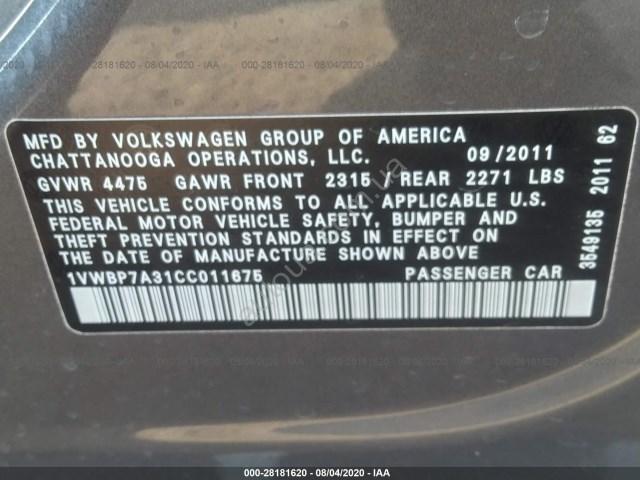 000-28181620 - 08/04/2020 - IAA
MFD BY VOLKSWAGEN GROUP OF AMERICA
CHATTANOOGA OPERATIONS, LLC. 09/2011
GVWR 4475 GAWR FRONT 2315 / REAR 2271 LBS
THIS VEHICLE CONFORMS TO ALL APPLICABLE U.S.
FEDERAL MOTOR VEHICLE SAFETY, BUMPER AND
THEFT PREVENTION STANDARDS IN EFFECT ON
THE DATE OF MANUFACTURE SHOWN ABOVE
1VWBP7A31CC011675 PASSENGER CAR
3549135 2011 62
000-28181620 - 08/04/2020 - IAA